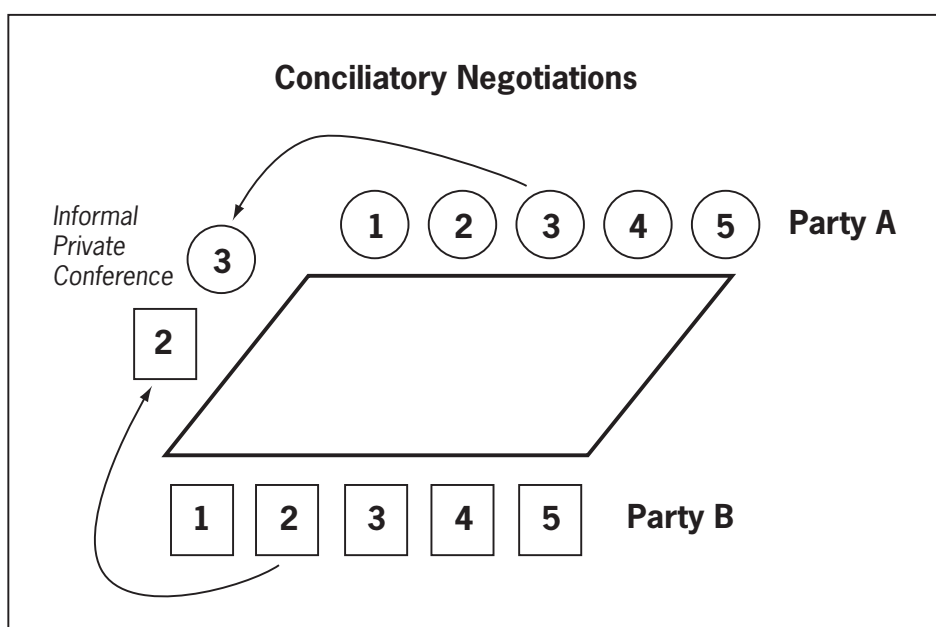 Conciliatory Negotiations
Informal
Private
Conference
3
2
1 2 3 4 5 Party A
1 2 3 4 5 Party B